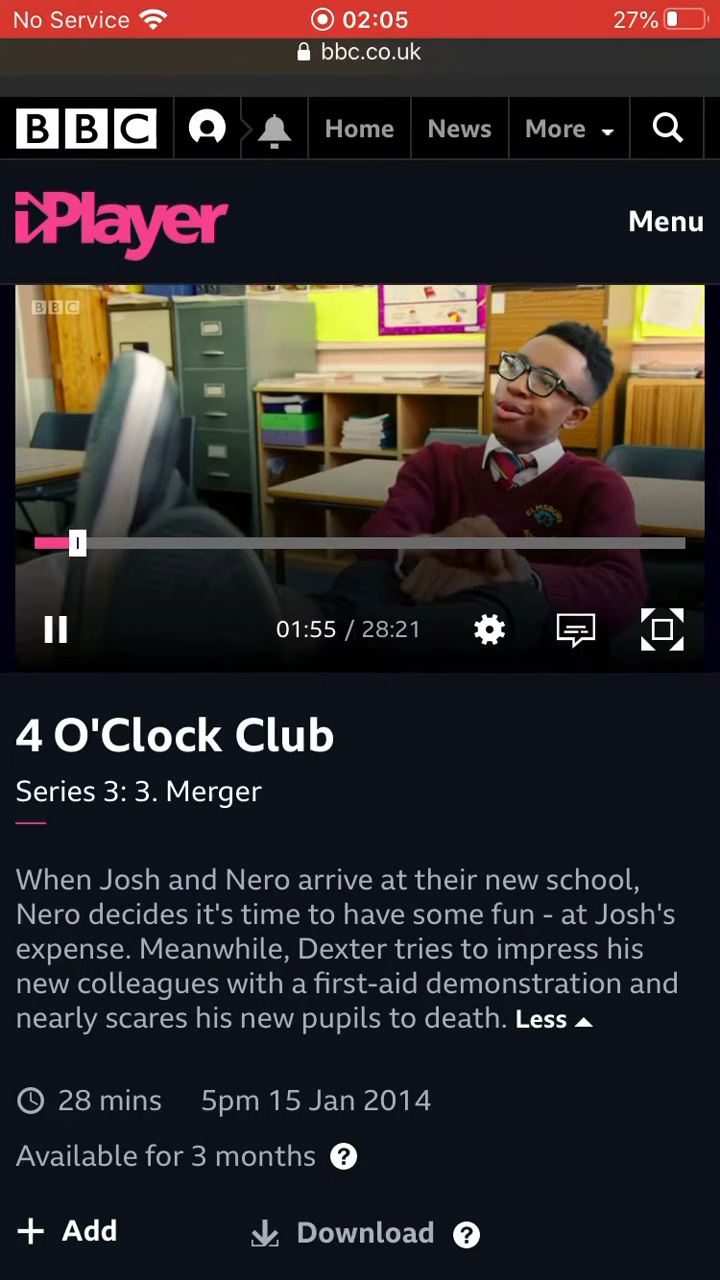 No Service 02:05 27%
bbc.co.uk
BBC Home News More
iPlayer Menu
BBC
ELMSBURY
01:55 / 28:21
4 O'Clock Club
Series 3: 3. Merger
When Josh and Nero arrive at their new school,
Nero decides it's time to have some fun - at Josh's
expense. Meanwhile, Dexter tries to impress his
new colleagues with a first-aid demonstration and
nearly scares his new pupils to death. Less
28 mins 5pm 15 Jan 2014
Available for 3 months ?
+ Add Download ?